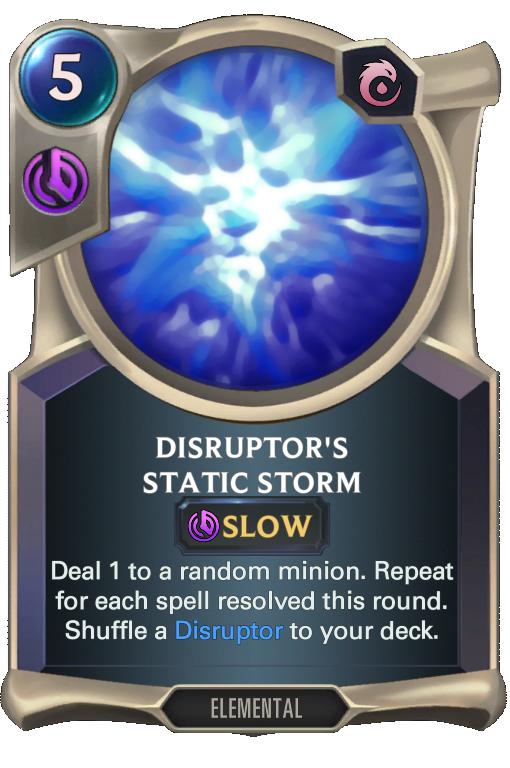 5
DISRUPTOR'S
STATIC STORM
SLOW
Deal 1 to a random minion. Repeat
for each spell resolved this round.
Shuffle a Disruptor to your deck.
ELEMENTAL